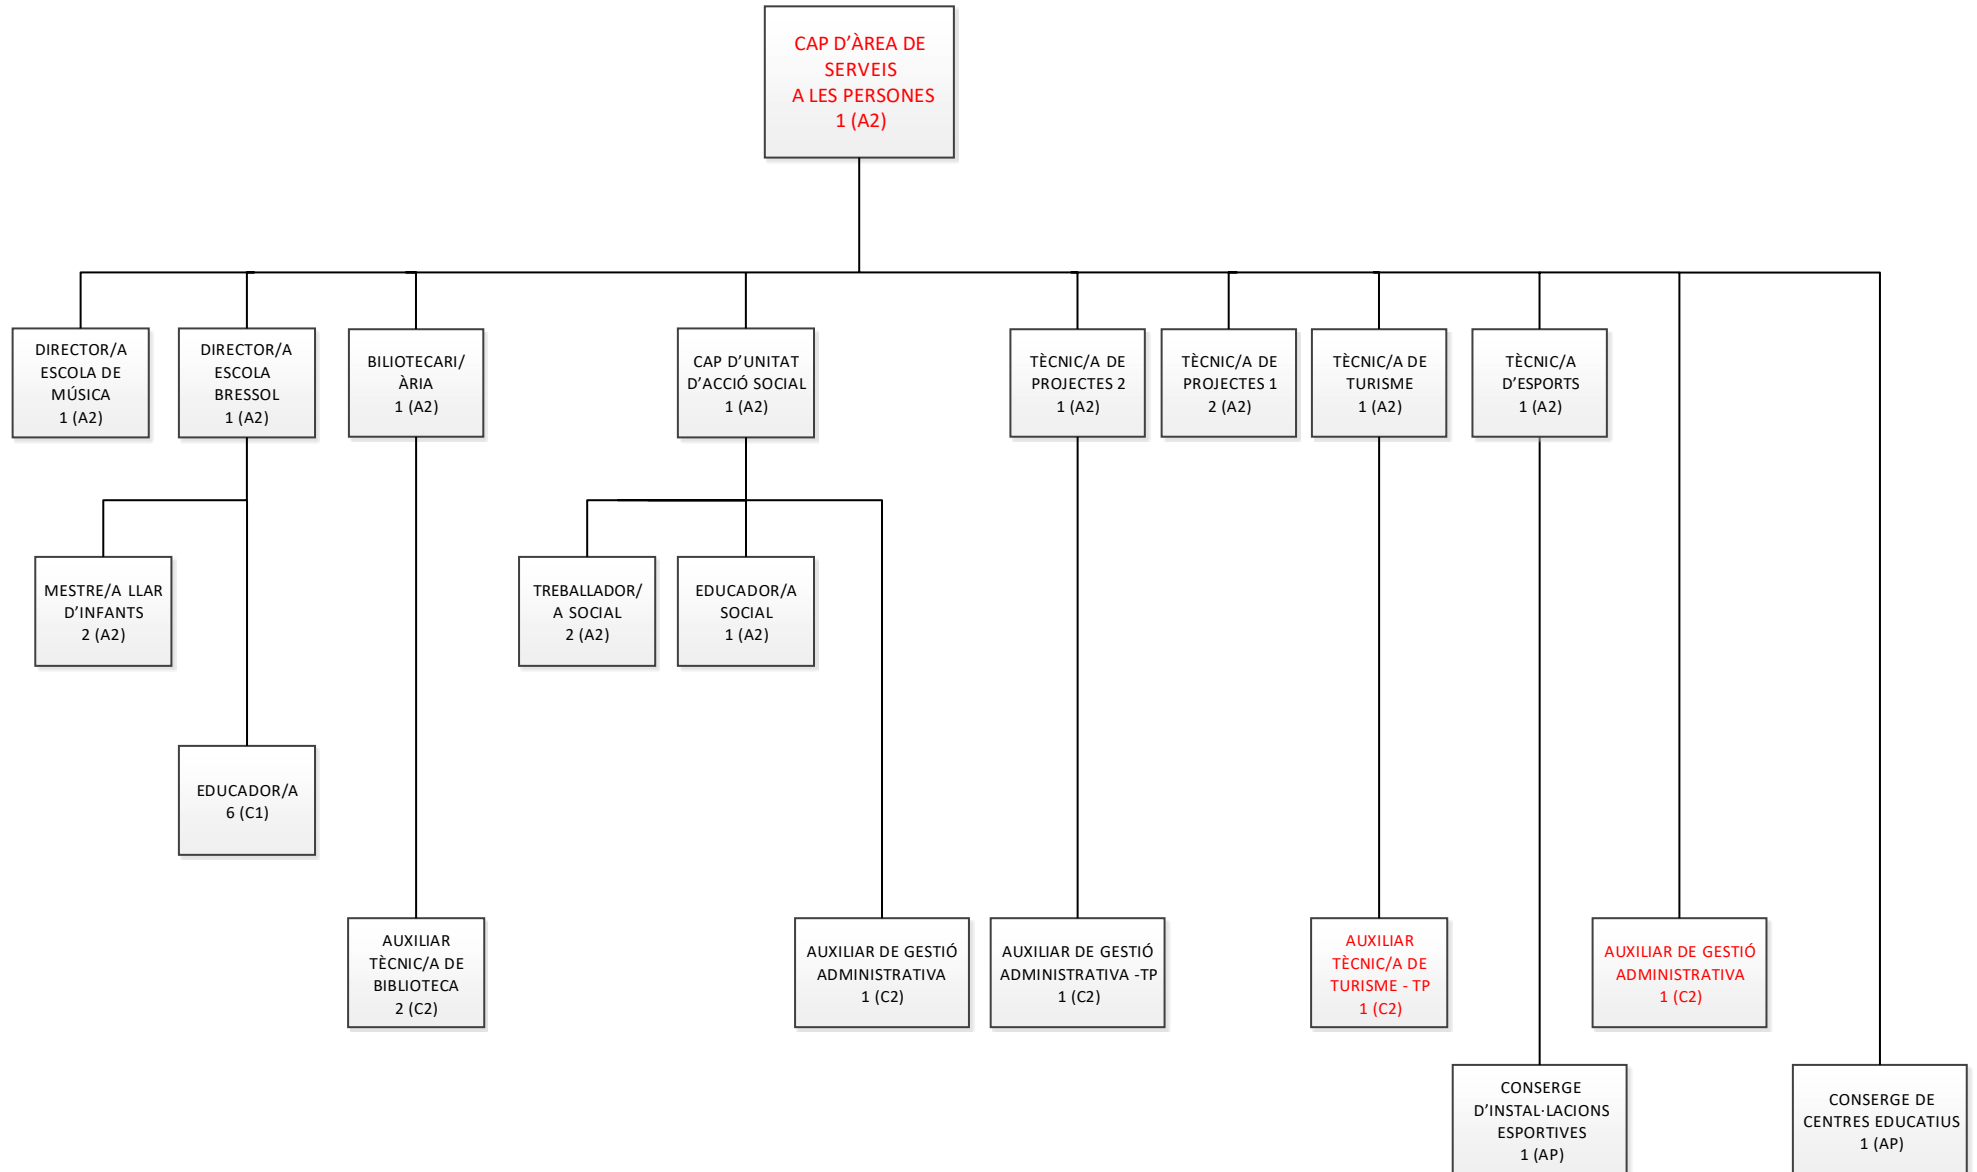 CAP D’ÀREA DE
SERVEIS
A LES PERSONES
1 (A2)
DIRECTOR/A
ESCOLA DE
MÚSICA
1 (A2)
DIRECTOR/A
ESCOLA
BRESSOL
1 (A2)
BILIOTECARI/
ÀRIA
1 (A2)
CAP D’UNITAT
D’ACCIÓ SOCIAL
1 (A2)
TÈCNIC/A DE
PROJECTES 2
1 (A2)
TÈCNIC/A DE
PROJECTES 1
2 (A2)
TÈCNIC/A DE
TURISME
1 (A2)
TÈCNIC/A
D’ESPORTS
1 (A2)
MESTRE/A LLAR
D’INFANTS
2 (A2)
TREBALLADOR/
A SOCIAL
2 (A2)
EDUCADOR/A
SOCIAL
1 (A2)
EDUCADOR/A
6 (C1)
AUXILIAR
TÈCNIC/A DE
BIBLIOTECA
2 (C2)
AUXILIAR DE GESTIÓ
ADMINISTRATIVA
1 (C2)
AUXILIAR DE GESTIÓ
ADMINISTRATIVA -TP
1 (C2)
AUXILIAR
TÈCNIC/A DE
TURISME - TP
1 (C2)
AUXILIAR DE GESTIÓ
ADMINISTRATIVA
1 (C2)
CONSERGE
D’INSTAL·LACIONS
ESPORTIVES
1 (AP)
CONSERGE DE
CENTRES EDUCATIUS
1 (AP)